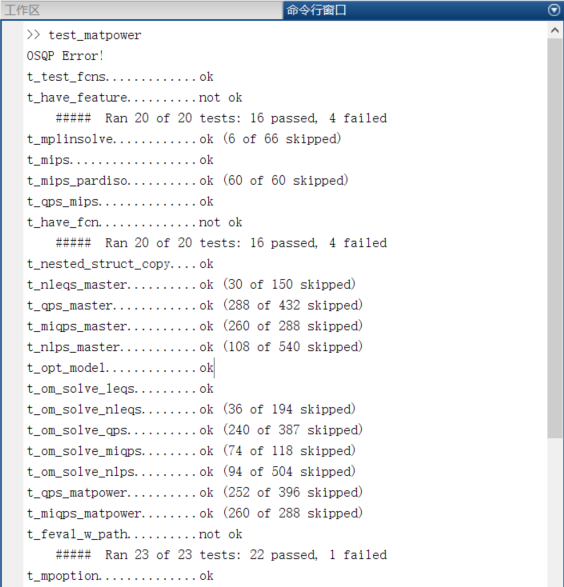 工作区
命令行窗口
>> test_matpower
OSQP Error!
t_test_fcns.............ok
t_have_feature..........not ok
    #####  Ran 20 of 20 tests: 16 passed, 4 failed
t_mplinsolve............ok (6 of 66 skipped)
t_mips..................ok
t_mips_pardiso..........ok (60 of 60 skipped)
t_qps_mips..............ok
t_have_fcn..............not ok
    #####  Ran 20 of 20 tests: 16 passed, 4 failed
t_nested_struct_copy....ok
t_nleqs_master..........ok (30 of 150 skipped)
t_qps_master............ok (288 of 432 skipped)
t_miqps_master..........ok (260 of 288 skipped)
t_nlps_master...........ok (108 of 540 skipped)
t_opt_model.............ok
t_om_solve_leqs.........ok
t_om_solve_nleqs........ok (36 of 194 skipped)
t_om_solve_qps..........ok (240 of 387 skipped)
t_om_solve_miqps........ok (74 of 118 skipped)
t_om_solve_nlps.........ok (94 of 504 skipped)
t_qps_matpower..........ok (252 of 396 skipped)
t_miqps_matpower........ok (260 of 288 skipped)
t_feval_w_path..........not ok
    #####  Ran 23 of 23 tests: 22 passed, 1 failed
t_mpoption..............ok